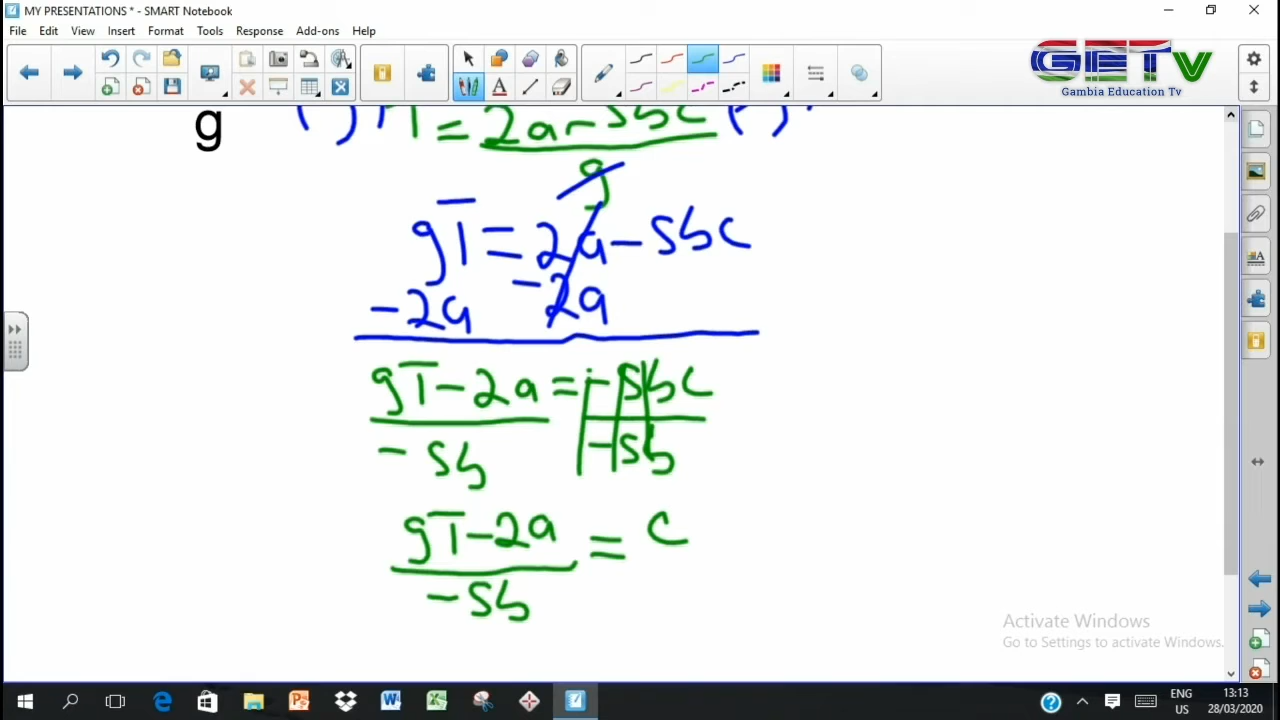 MY PRESENTATIONS * - SMART Notebook
File Edit View Insert Format Tools Response Add-ons Help
GETV
Gambia Education Tv
g (g) T = 2a - 5bc (g)
g
gT = 2a - 5bc
-2a -2a
gT - 2a = -5bc
-5b -5b
gT - 2a = c
-5b
Activate Windows
Go to Settings to activate Windows.
ENG 13:13
US 28/03/2020